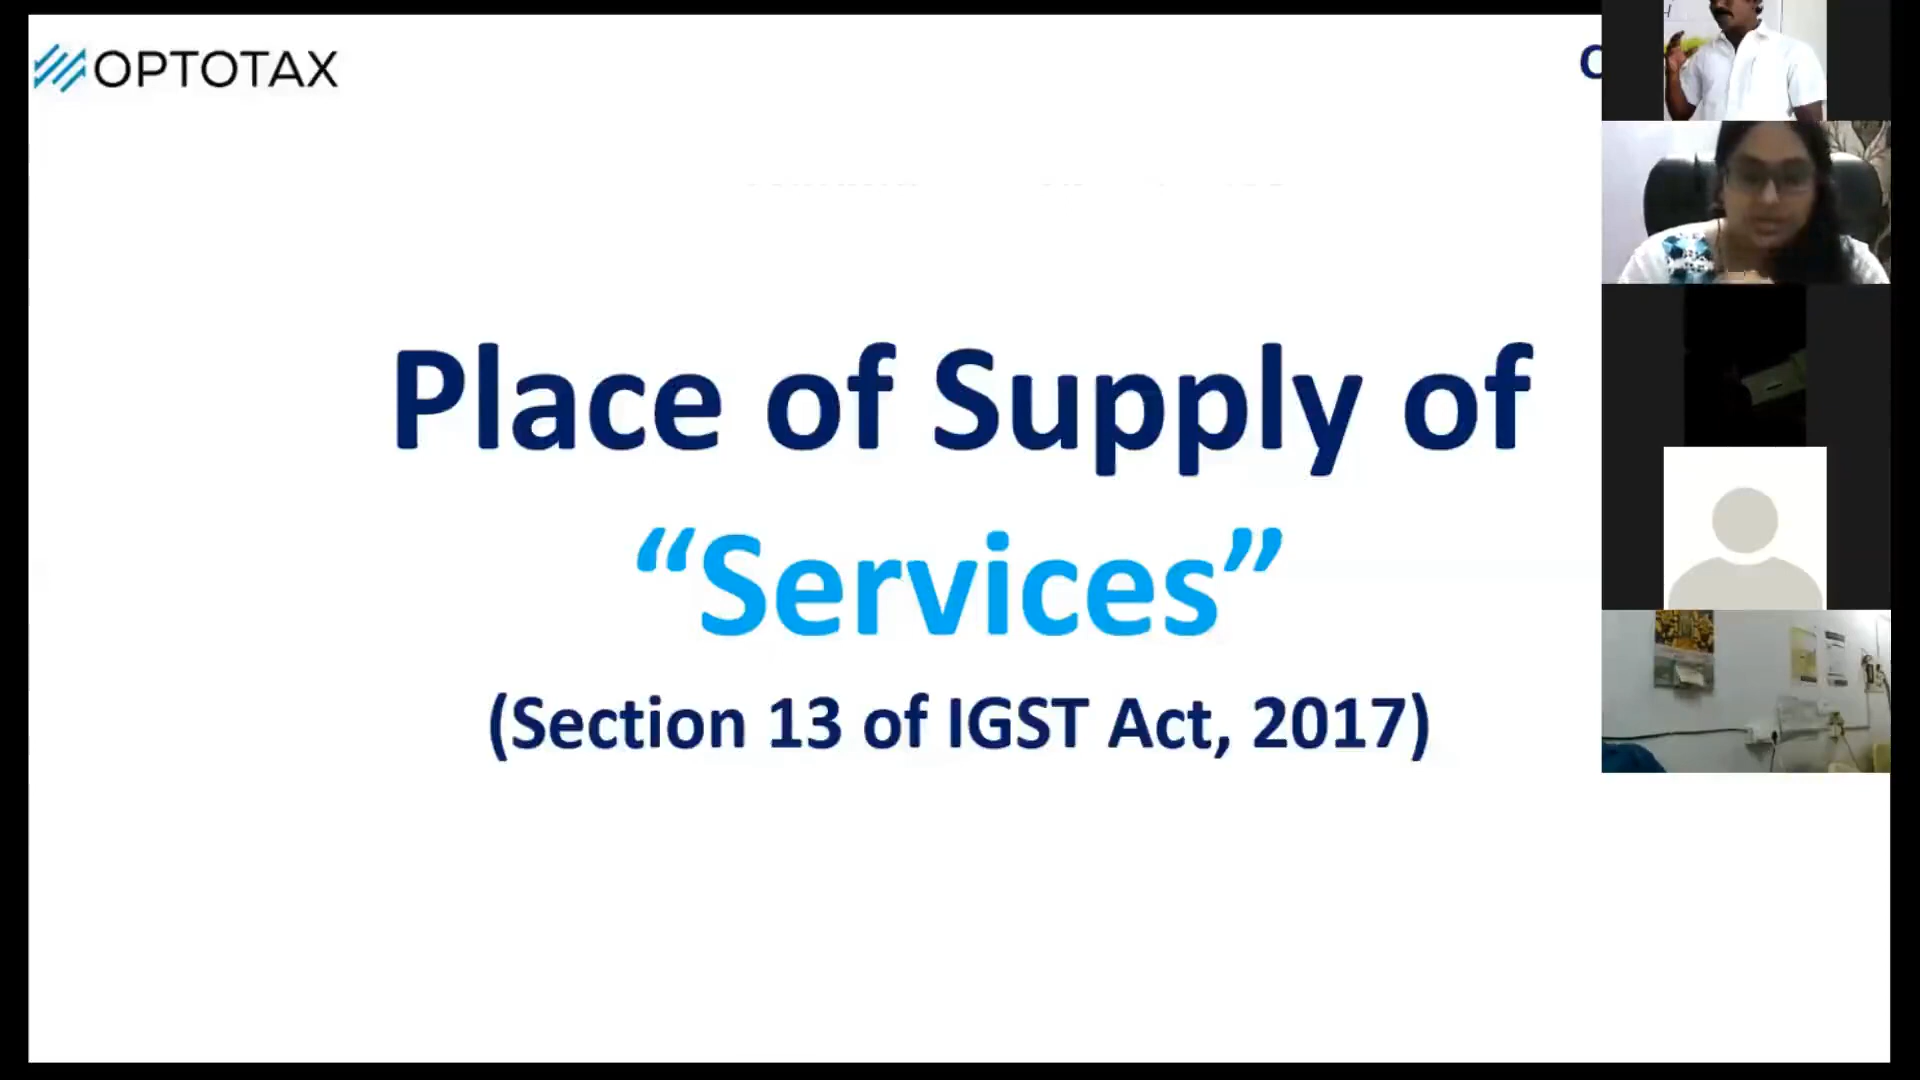 OPTOTAX
Place of Supply of
“Services”
(Section 13 of IGST Act, 2017)